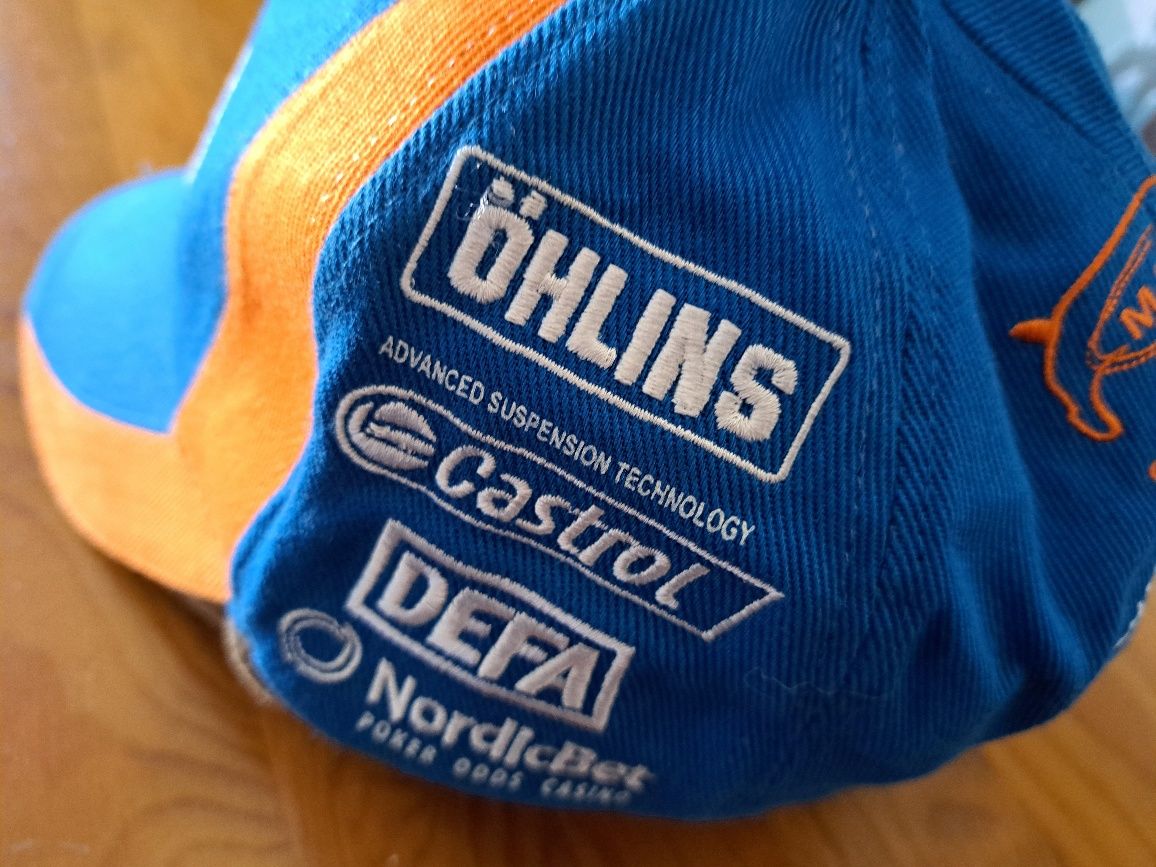 ÖHLINS
ADVANCED SUSPENSION TECHNOLOGY
Castrol
DEFA
NordicBet
POKER ODDS CASINO
M